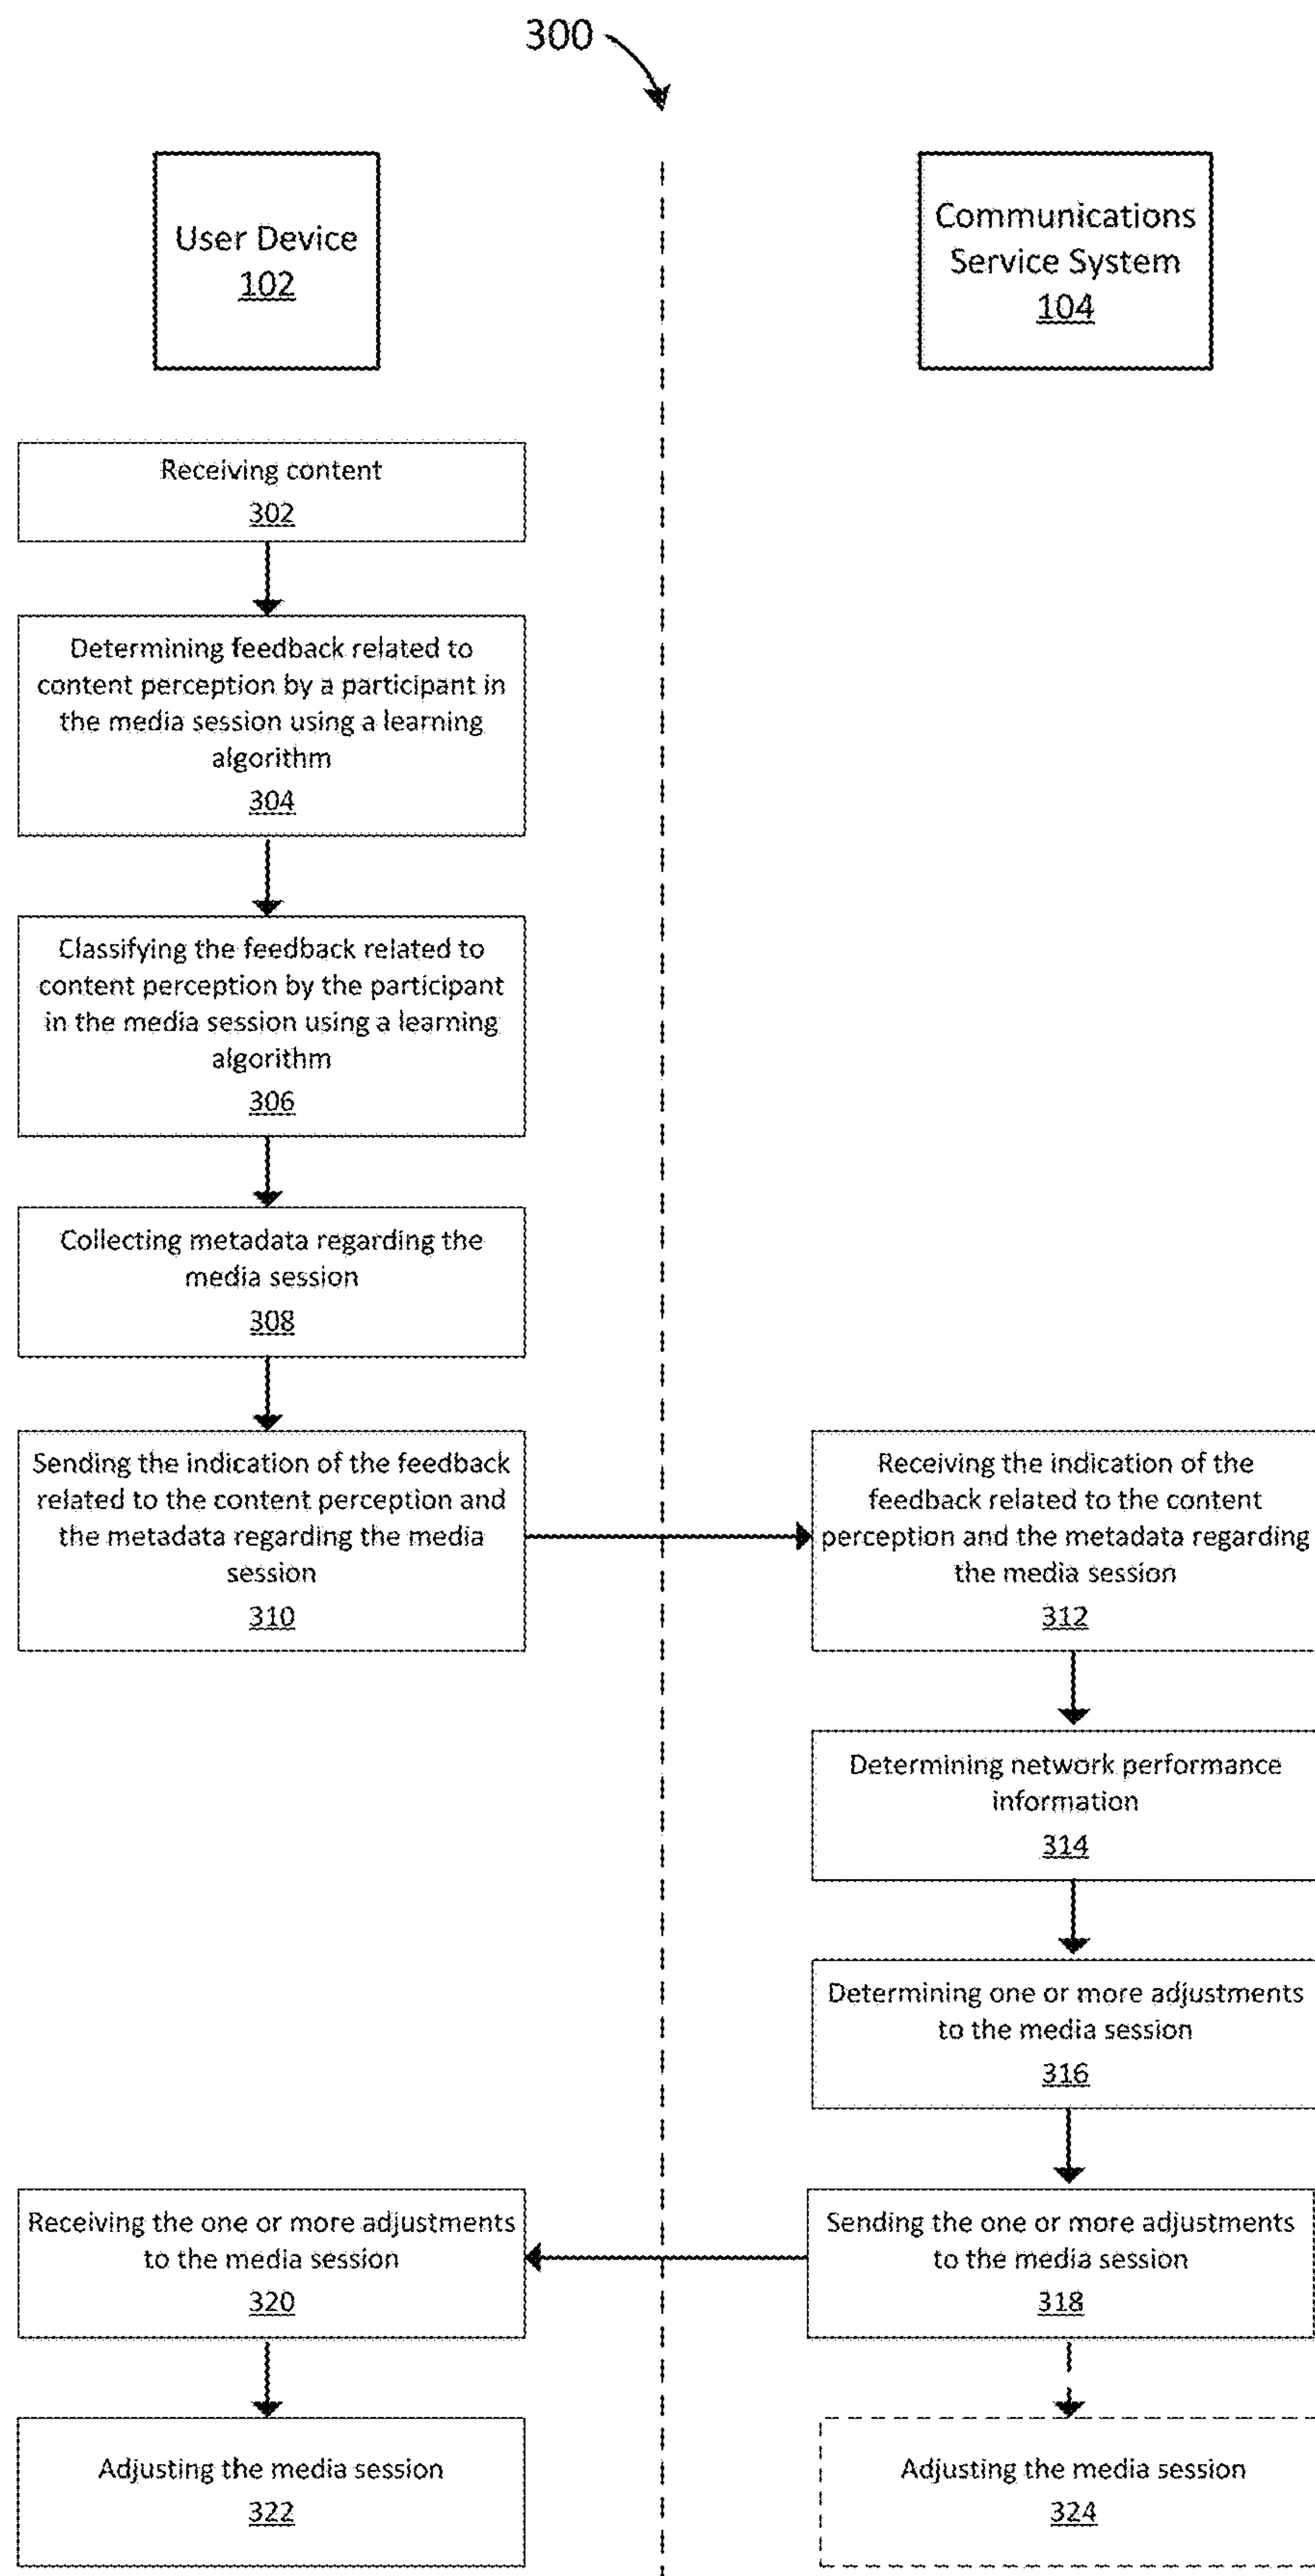 300
User Device
102
Communications
Service System
104
Receiving content
302
Determining feedback related to
content perception by a participant in
the media session using a learning
algorithm
304
Classifying the feedback related to
content perception by the participant
in the media session using a learning
algorithm
306
Collecting metadata regarding the
media session
308
Sending the indication of the feedback
related to the content perception and
the metadata regarding the media
session
310
Receiving the indication of the
feedback related to the content
perception and the metadata regarding
the media session
312
Determining network performance
information
314
Determining one or more adjustments
to the media session
316
Sending the one or more adjustments
to the media session
318
Receiving the one or more adjustments
to the media session
320
Adjusting the media session
322
Adjusting the media session
324